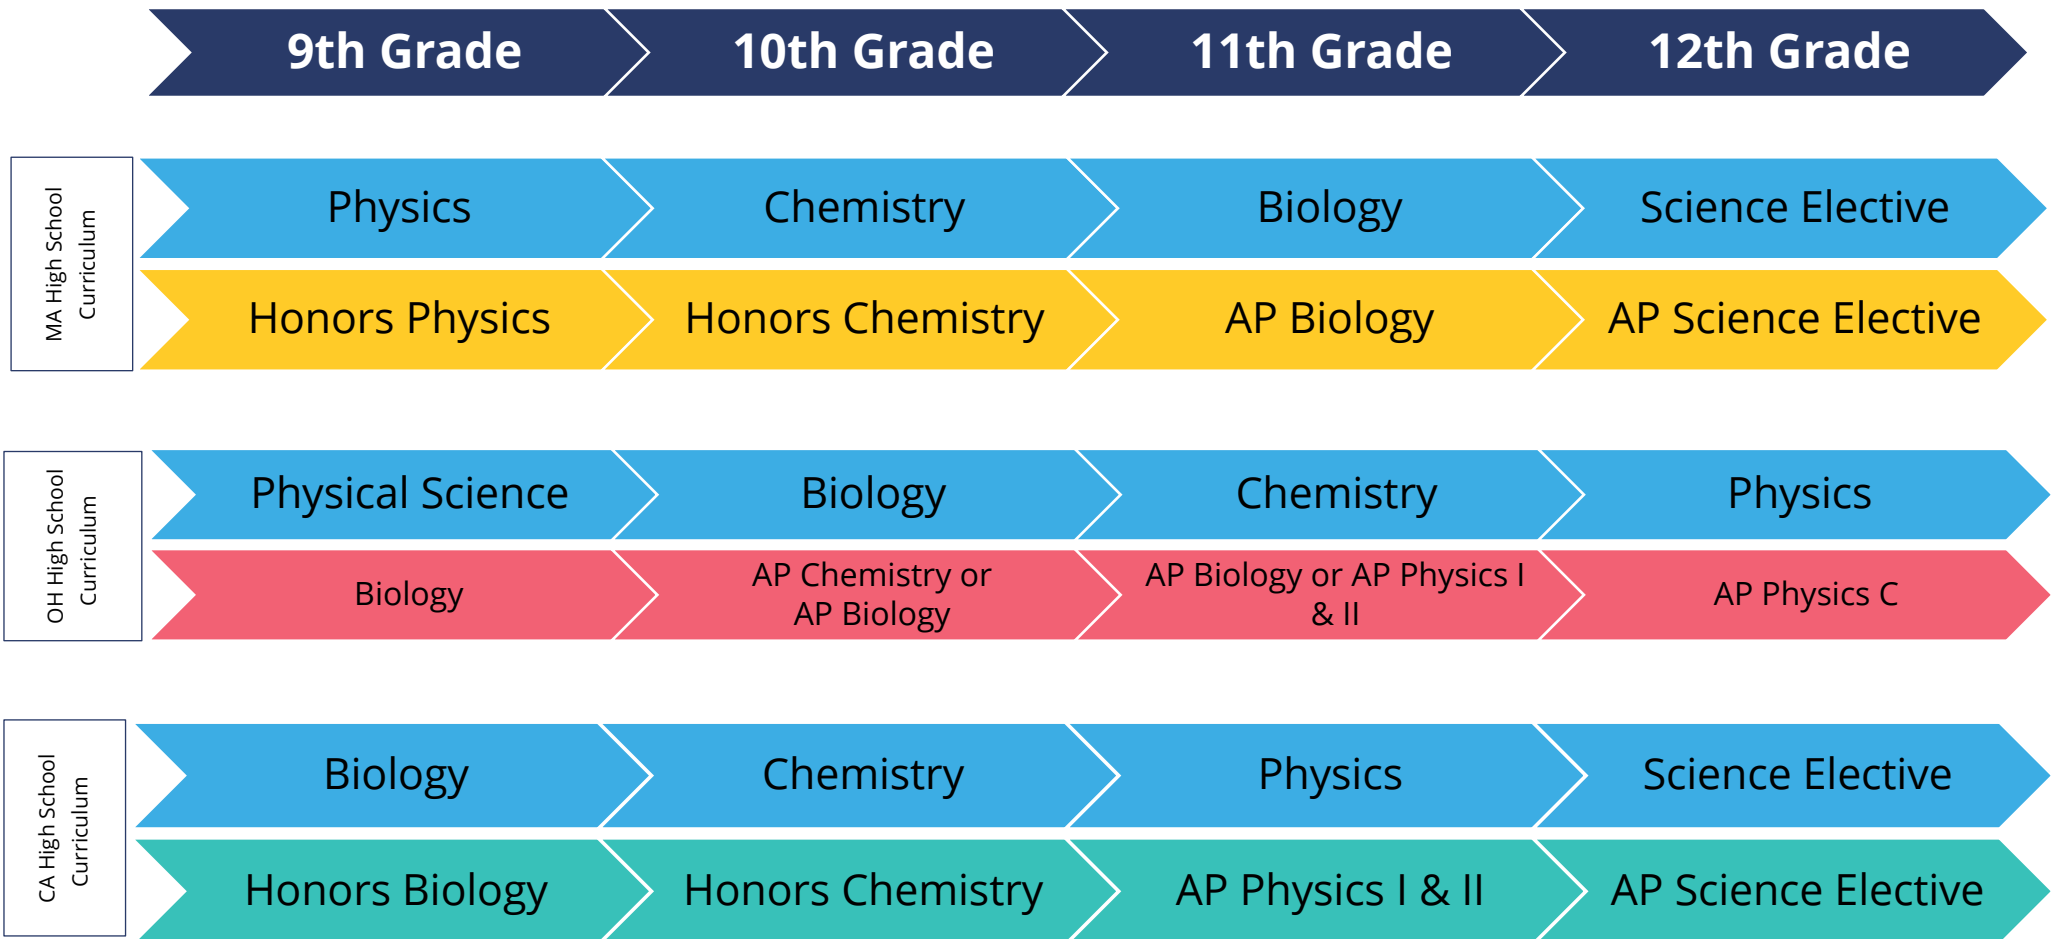 9th Grade
10th Grade
11th Grade
12th Grade
MA High School
Curriculum
Physics
Chemistry
Biology
Science Elective
Honors Physics
Honors Chemistry
AP Biology
AP Science Elective
OH High School
Curriculum
Physical Science
Biology
Chemistry
Physics
Biology
AP Chemistry or
AP Biology
AP Biology or AP Physics I
& II
AP Physics C
CA High School
Curriculum
Biology
Chemistry
Physics
Science Elective
Honors Biology
Honors Chemistry
AP Physics I & II
AP Science Elective